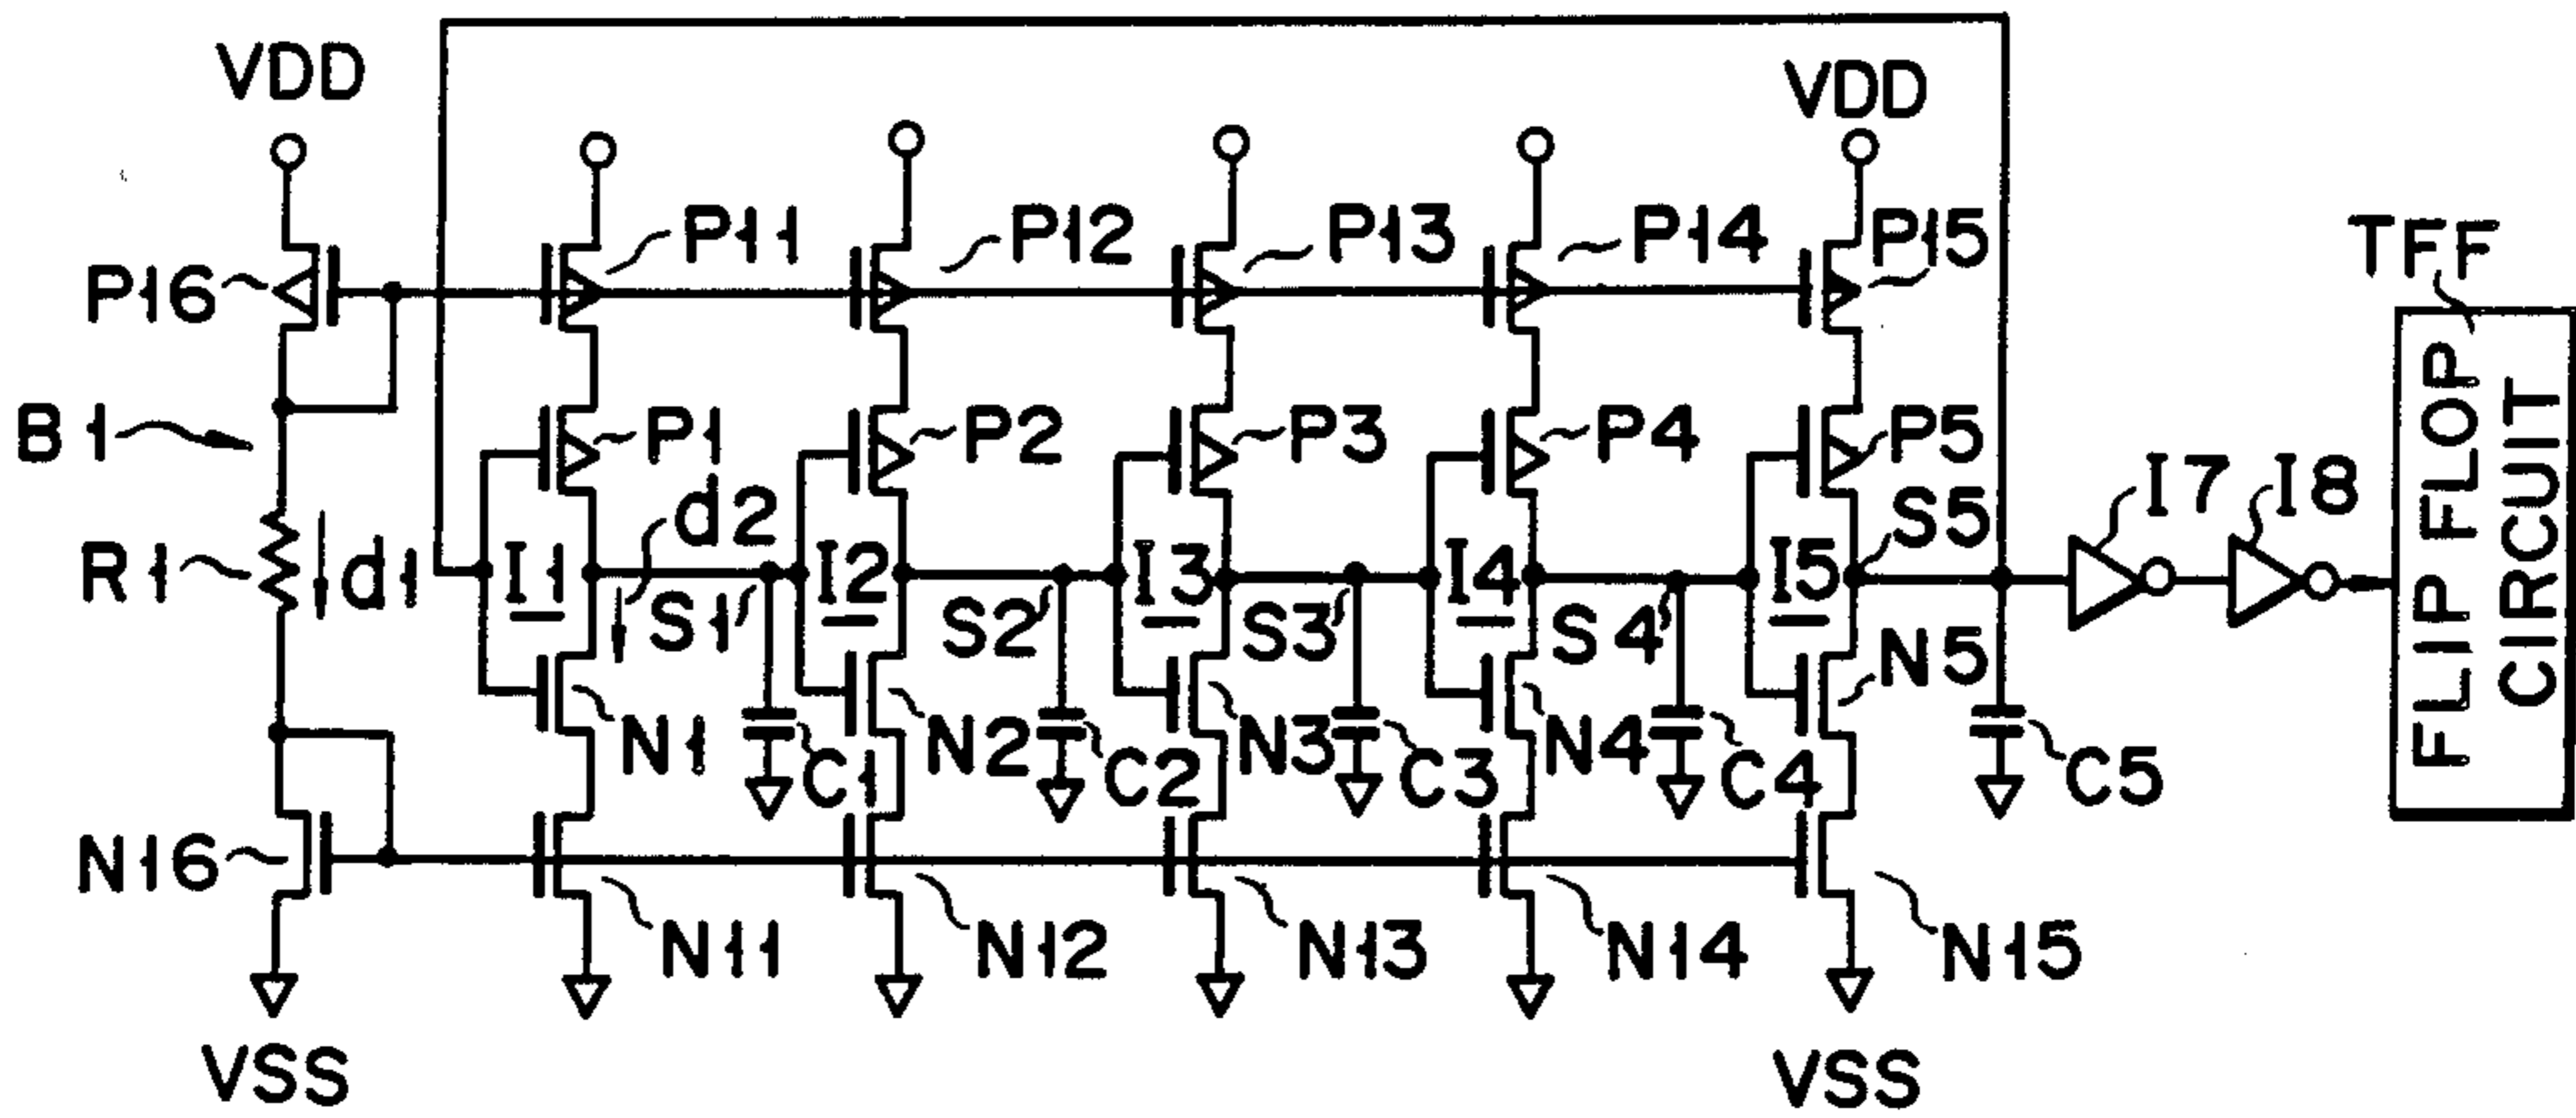 VDD
VDD
P11
P12
P13
P14
P15
TFF
P16
B1
P1
P2
P3
P4
P5
I7
I8
d2
S5
R1
d1
I1
I2
I3
I4
I5
S1
S2
S3
S4
N1
N2
N3
N4
N5
C1
C2
C3
C4
C5
FLIP FLOP
CIRCUIT
N16
N11
N12
N13
N14
N15
VSS
VSS